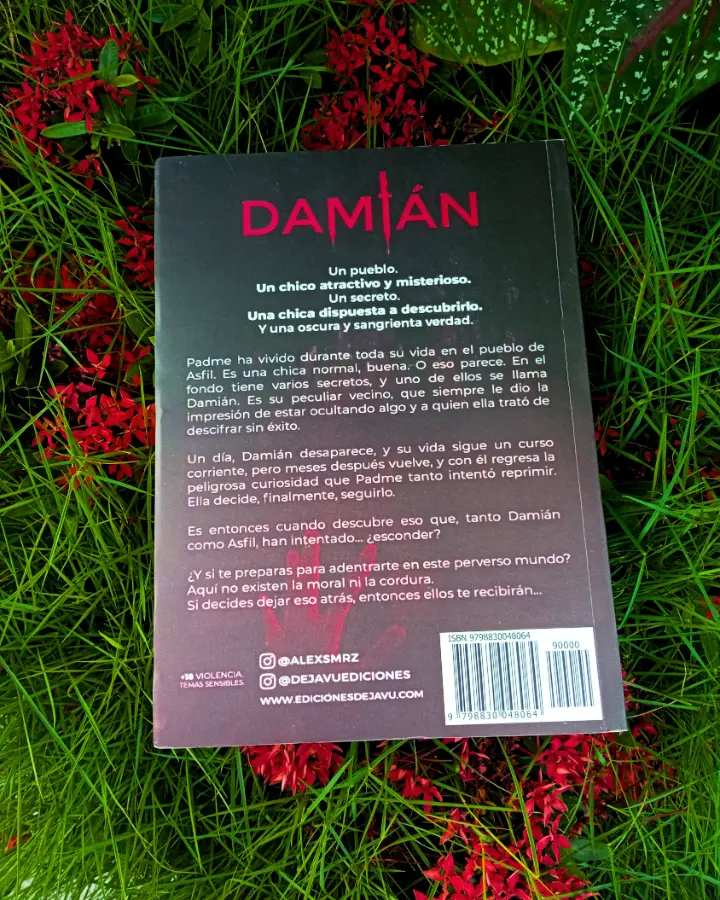 DAMIÁN
Un pueblo.
Un chico atractivo y misterioso.
Un secreto.
Una chica dispuesta a descubrirlo.
Y una oscura y sangrienta verdad.
Padme ha vivido durante toda su vida en el pueblo de
Asfil. Es una chica normal, buena. O eso parece. En el
fondo tiene varios secretos, y uno de ellos se llama
Damián. Es su peculiar vecino, que siempre le dio la
impresión de estar ocultando algo y a quien ella trató de
descifrar sin éxito.
Un día, Damián desaparece, y su vida sigue un curso
corriente, pero meses después vuelve, y con él regresa la
peligrosa curiosidad que Padme tanto intentó reprimir.
Ella decide, finalmente, seguirlo.
Es entonces cuando descubre eso que, tanto Damián
como Asfil, han intentado... ¿esconder?
¿Y si te preparas para adentrarte en este perverso mundo?
Aquí no existen la moral ni la cordura.
Si decides dejar eso atrás, entonces ellos te recibirán...
@ALEXSMRZ
@DEJAVUEDICIONES
WWW.EDICIONESDEJAVU.COM
+18 VIOLENCIA.
TEMAS SENSIBLES.
ISBN 9798830048064
90000
9 798830 048064